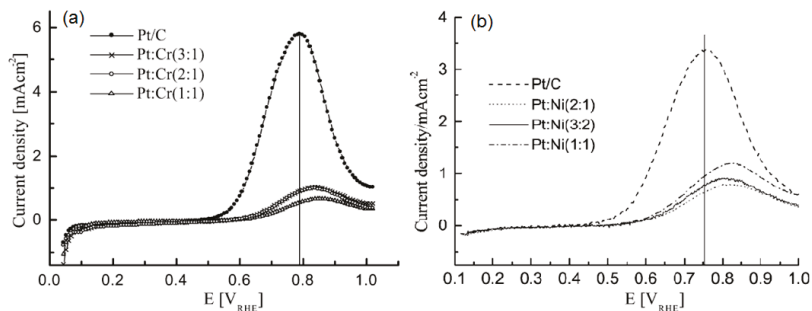 (a)
Pt/C
Pt:Cr(3:1)
Pt:Cr(2:1)
Pt:Cr(1:1)
Current density [mAcm⁻²]
6
4
2
0
0.0 0.2 0.4 0.6 0.8 1.0
E [V_RHE]
(b)
Pt/C
Pt:Ni(2:1)
Pt:Ni(3:2)
Pt:Ni(1:1)
Current density/mAcm⁻²
4
3
2
1
0
0.1 0.2 0.3 0.4 0.5 0.6 0.7 0.8 0.9 1.0
E [V_RHE]